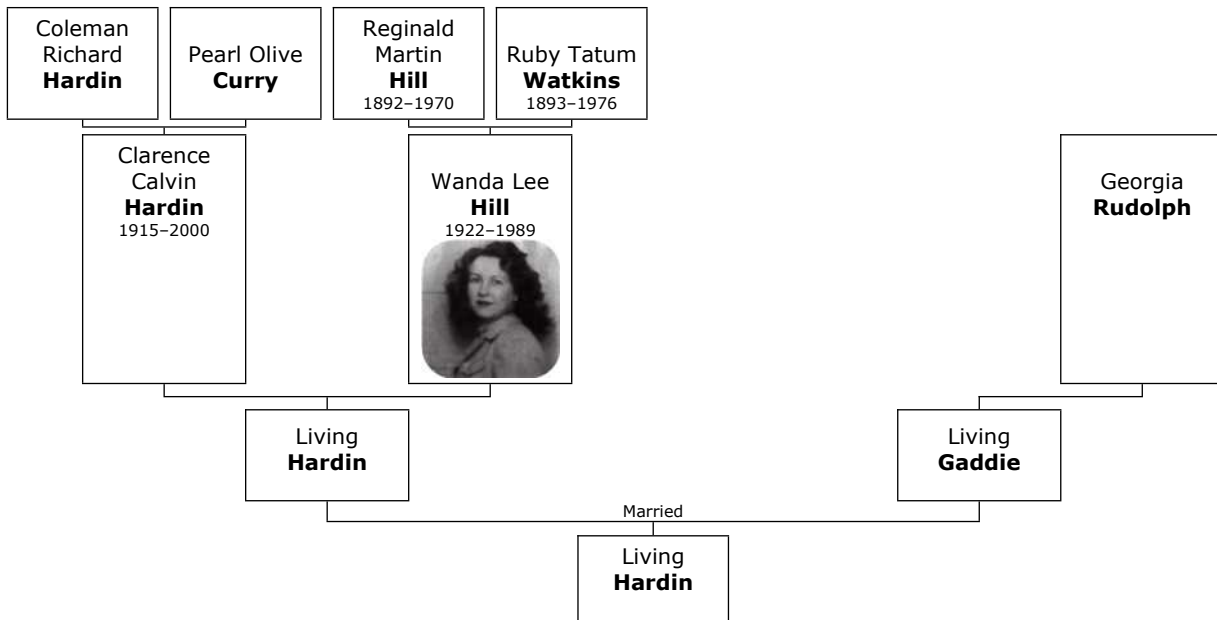 Coleman
Richard
Hardin
Pearl Olive
Curry
Reginald
Martin
Hill
1892–1970
Ruby Tatum
Watkins
1893–1976
Clarence
Calvin
Hardin
1915–2000
Wanda Lee
Hill
1922–1989
Georgia
Rudolph
Living
Hardin
Living
Gaddie
Married
Living
Hardin